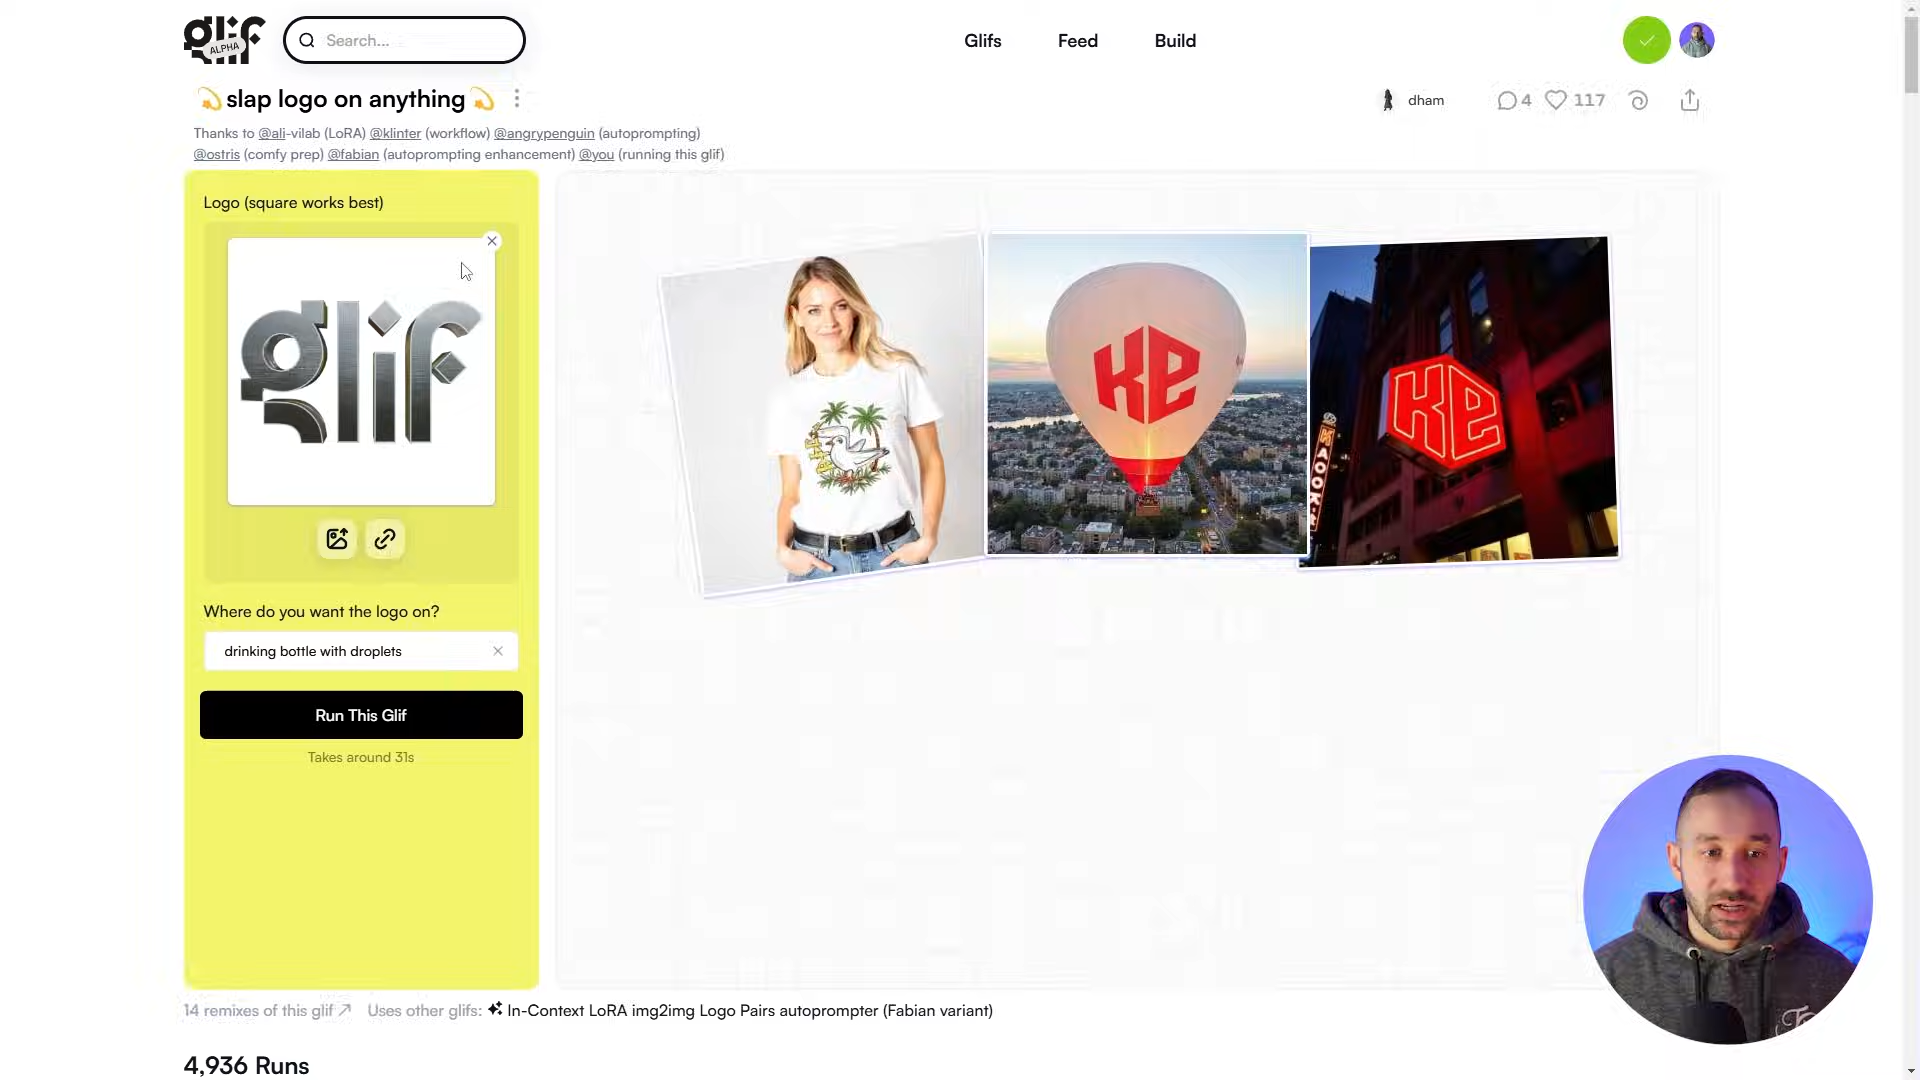 glif
ALPHA
Search...
Glifs
Feed
Build
💫slap logo on anything💫
dham
4
117
Thanks to @ali-vilab (LoRA) @klinter (workflow) @angrypenguin (autoprompting)
@ostris (comfy prep) @fabian (autoprompting enhancement) @you (running this glif)
Logo (square works best)
glif
Ke
Ke
Where do you want the logo on?
drinking bottle with droplets
Run This Glif
Takes around 31s
14 remixes of this glif
Uses other glifs: In-Context LoRA img2img Logo Pairs autoprompter (Fabian variant)
4,936 Runs